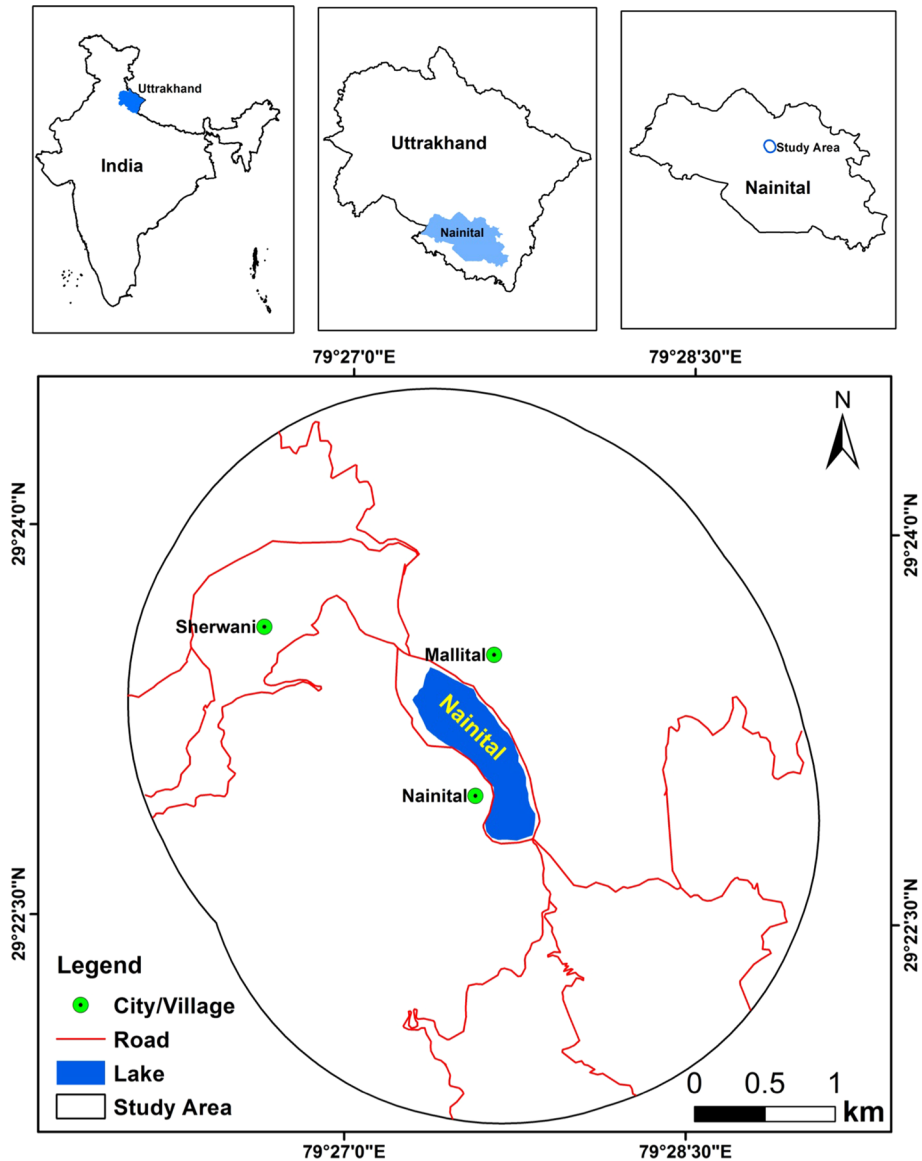 Uttrakhand
India
Uttrakhand
Nainital
Study Area
Nainital
79°27'0"E
79°28'30"E
N
29°24'0"N
29°24'0"N
Sherwani
Mallital
Nainital
Nainital
29°22'30"N
29°22'30"N
Legend
City/Village
Road
Lake
Study Area
0 0.5 1
km
79°27'0"E
79°28'30"E